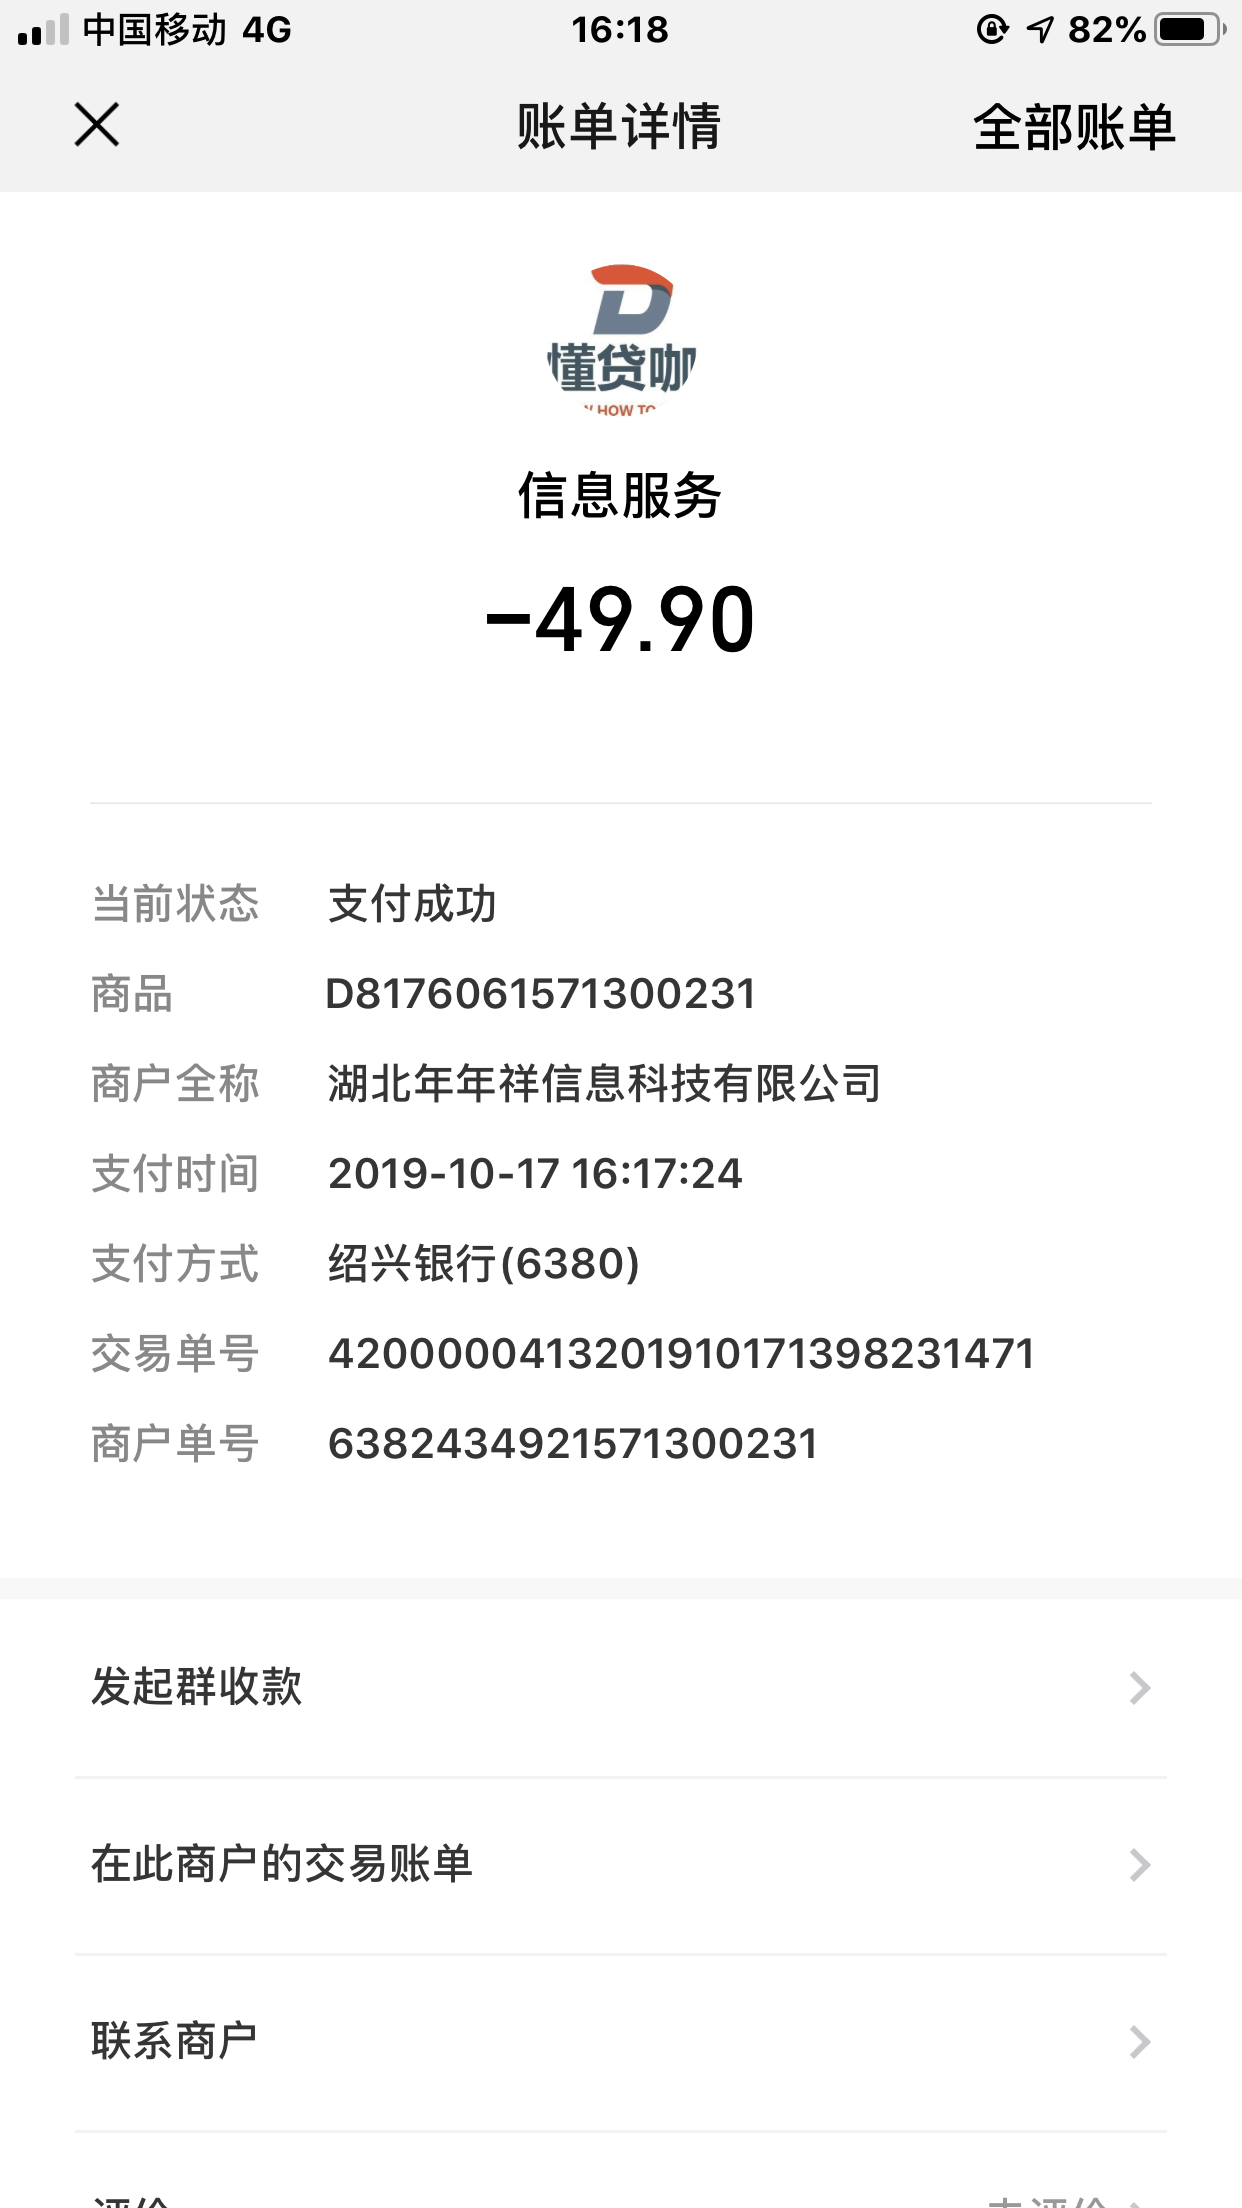 中国移动 4G 16:18 82%
账单详情 全部账单
懂贷咖
HOW TO
信息服务
-49.90
当前状态 支付成功
商品 D8176061571300231
商户全称 湖北年年祥信息科技有限公司
支付时间 2019-10-17 16:17:24
支付方式 绍兴银行(6380)
交易单号 4200000413201910171398231471
商户单号 6382434921571300231
发起群收款
在此商户的交易账单
联系商户